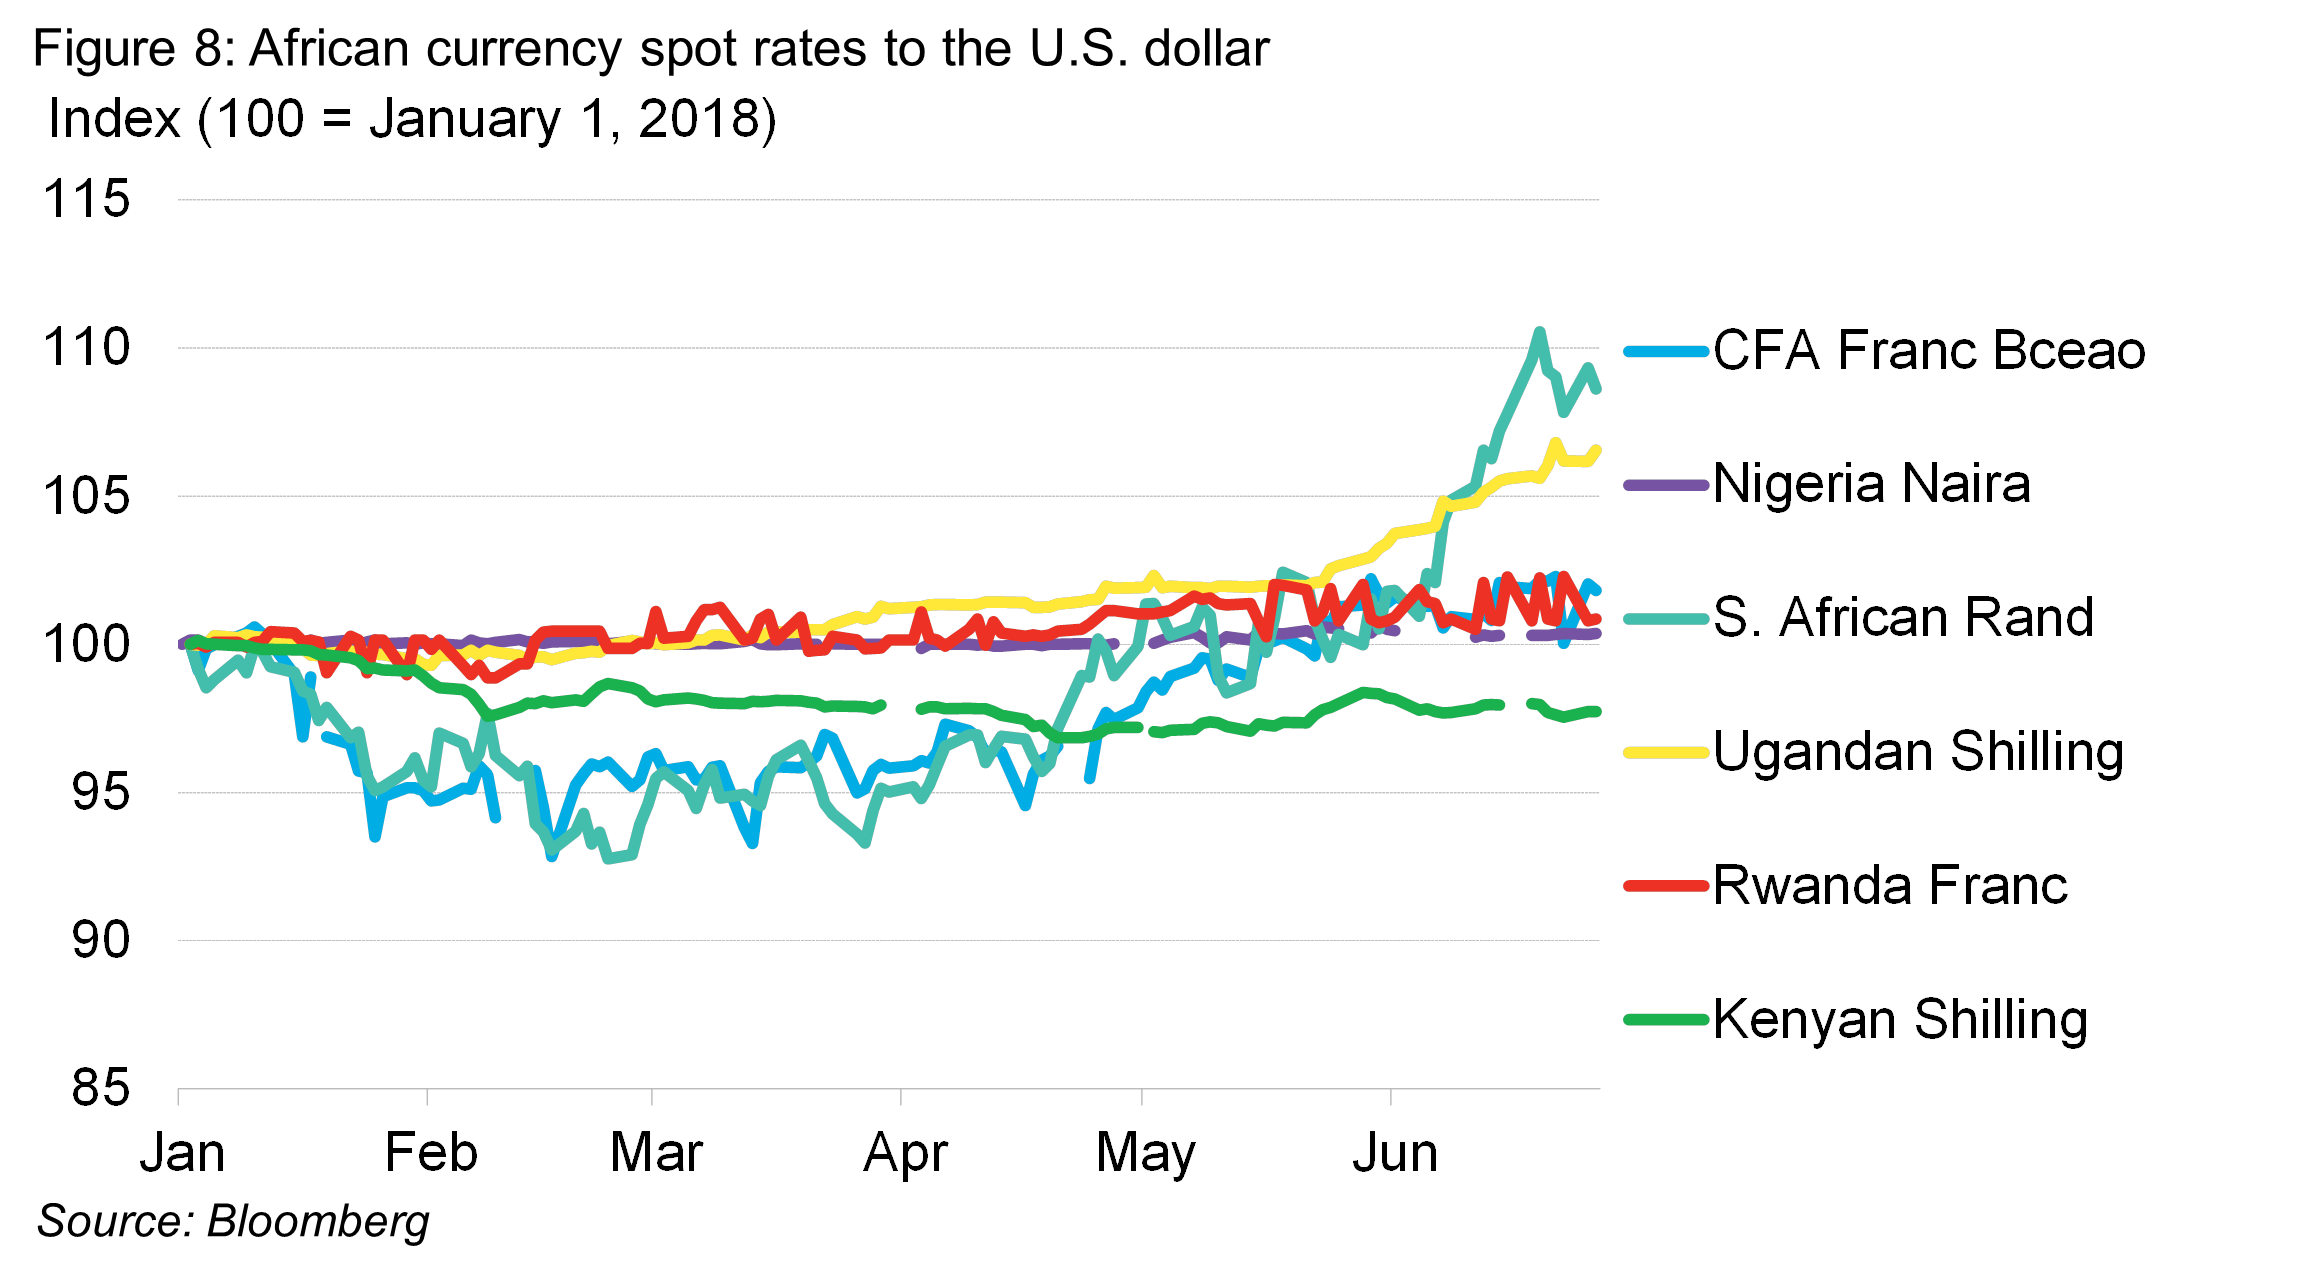 Figure 8: African currency spot rates to the U.S. dollar
Index (100 = January 1, 2018)
115
110
105
100
95
90
85
Jan Feb Mar Apr May Jun
CFA Franc Bceao
Nigeria Naira
S. African Rand
Ugandan Shilling
Rwanda Franc
Kenyan Shilling
Source: Bloomberg